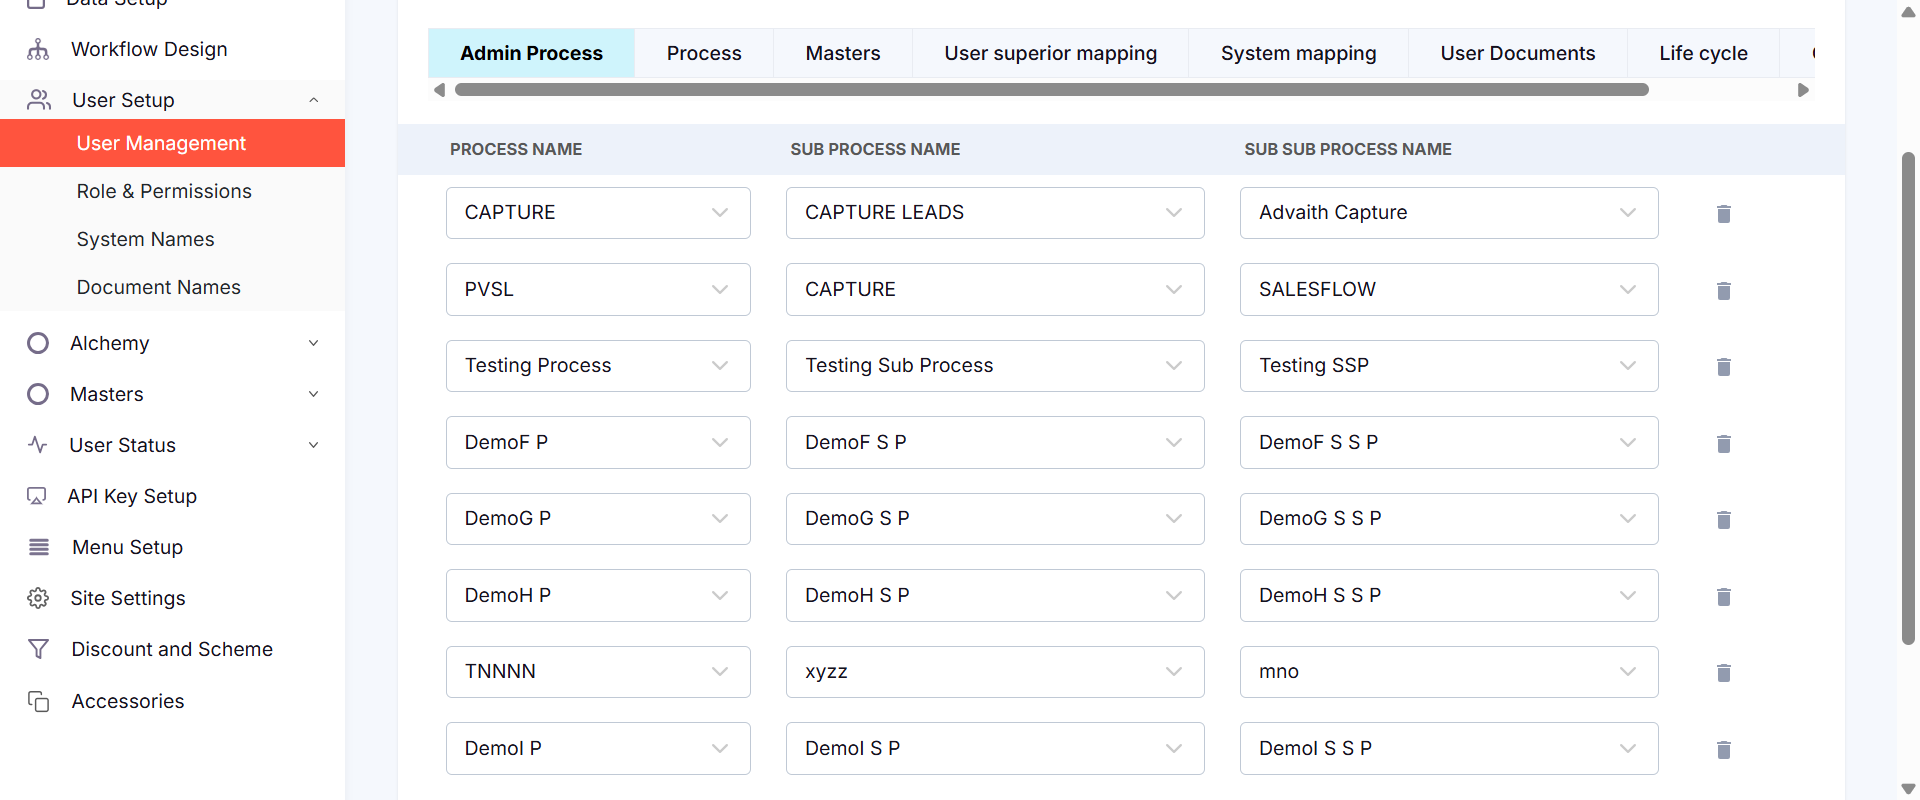 Data Setup
Workflow Design
User Setup
User Management
Role & Permissions
System Names
Document Names
Alchemy
Masters
User Status
API Key Setup
Menu Setup
Site Settings
Discount and Scheme
Accessories
Admin Process Process Masters User superior mapping System mapping User Documents Life cycle
PROCESS NAME SUB PROCESS NAME SUB SUB PROCESS NAME
CAPTURE CAPTURE LEADS Advaith Capture
PVSL CAPTURE SALESFLOW
Testing Process Testing Sub Process Testing SSP
DemoF P DemoF S P DemoF S S P
DemoG P DemoG S P DemoG S S P
DemoH P DemoH S P DemoH S S P
TNNNN xyzz mno
DemoI P DemoI S P DemoI S S P